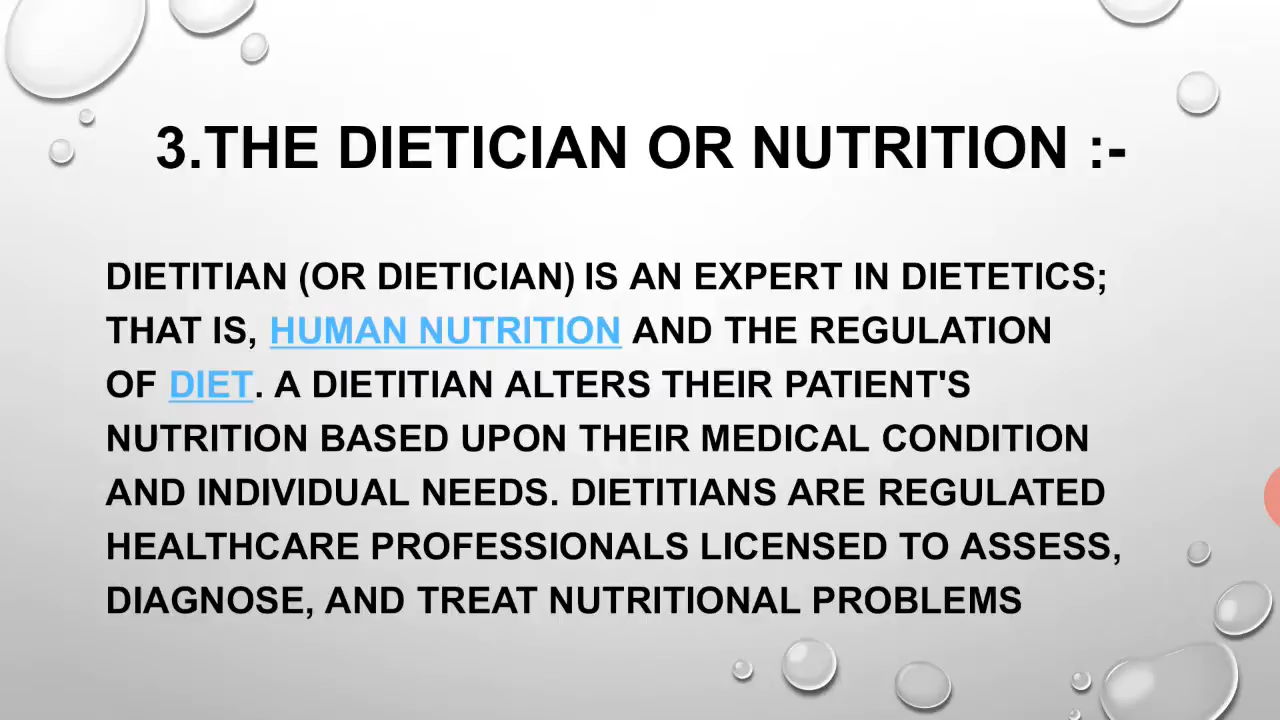 3.THE DIETICIAN OR NUTRITION :-
DIETITIAN (OR DIETICIAN) IS AN EXPERT IN DIETETICS;
THAT IS, HUMAN NUTRITION AND THE REGULATION
OF DIET. A DIETITIAN ALTERS THEIR PATIENT'S
NUTRITION BASED UPON THEIR MEDICAL CONDITION
AND INDIVIDUAL NEEDS. DIETITIANS ARE REGULATED
HEALTHCARE PROFESSIONALS LICENSED TO ASSESS,
DIAGNOSE, AND TREAT NUTRITIONAL PROBLEMS